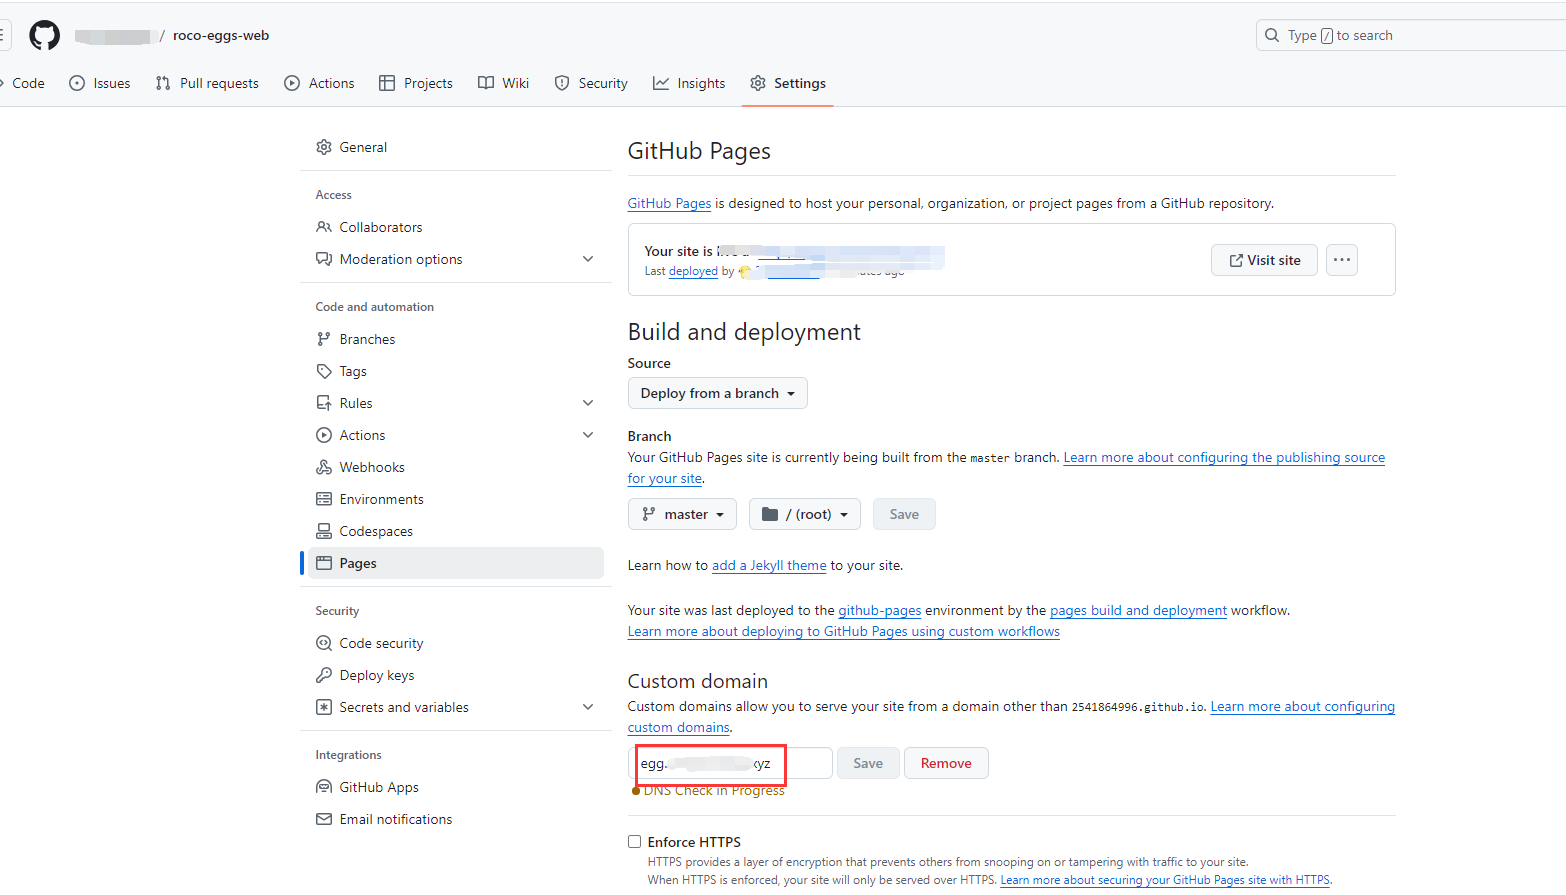 / roco-eggs-web
Type / to search
Code Issues Pull requests Actions Projects Wiki Security Insights Settings
General
Access
Collaborators
Moderation options
Code and automation
Branches
Tags
Rules
Actions
Webhooks
Environments
Codespaces
Pages
Security
Code security
Deploy keys
Secrets and variables
Integrations
GitHub Apps
Email notifications
GitHub Pages
GitHub Pages is designed to host your personal, organization, or project pages from a GitHub repository.
Your site is
Last deployed by ago
Visit site
Build and deployment
Source
Deploy from a branch
Branch
Your GitHub Pages site is currently being built from the master branch. Learn more about configuring the publishing source
for your site.
master / (root) Save
Learn how to add a Jekyll theme to your site.
Your site was last deployed to the github-pages environment by the pages build and deployment workflow.
Learn more about deploying to GitHub Pages using custom workflows
Custom domain
Custom domains allow you to serve your site from a domain other than 2541864996.github.io. Learn more about configuring
custom domains.
egg. xyz Save Remove
DNS Check in Progress
Enforce HTTPS
HTTPS provides a layer of encryption that prevents others from snooping on or tampering with traffic to your site.
When HTTPS is enforced, your site will only be served over HTTPS. Learn more about securing your GitHub Pages site with HTTPS.